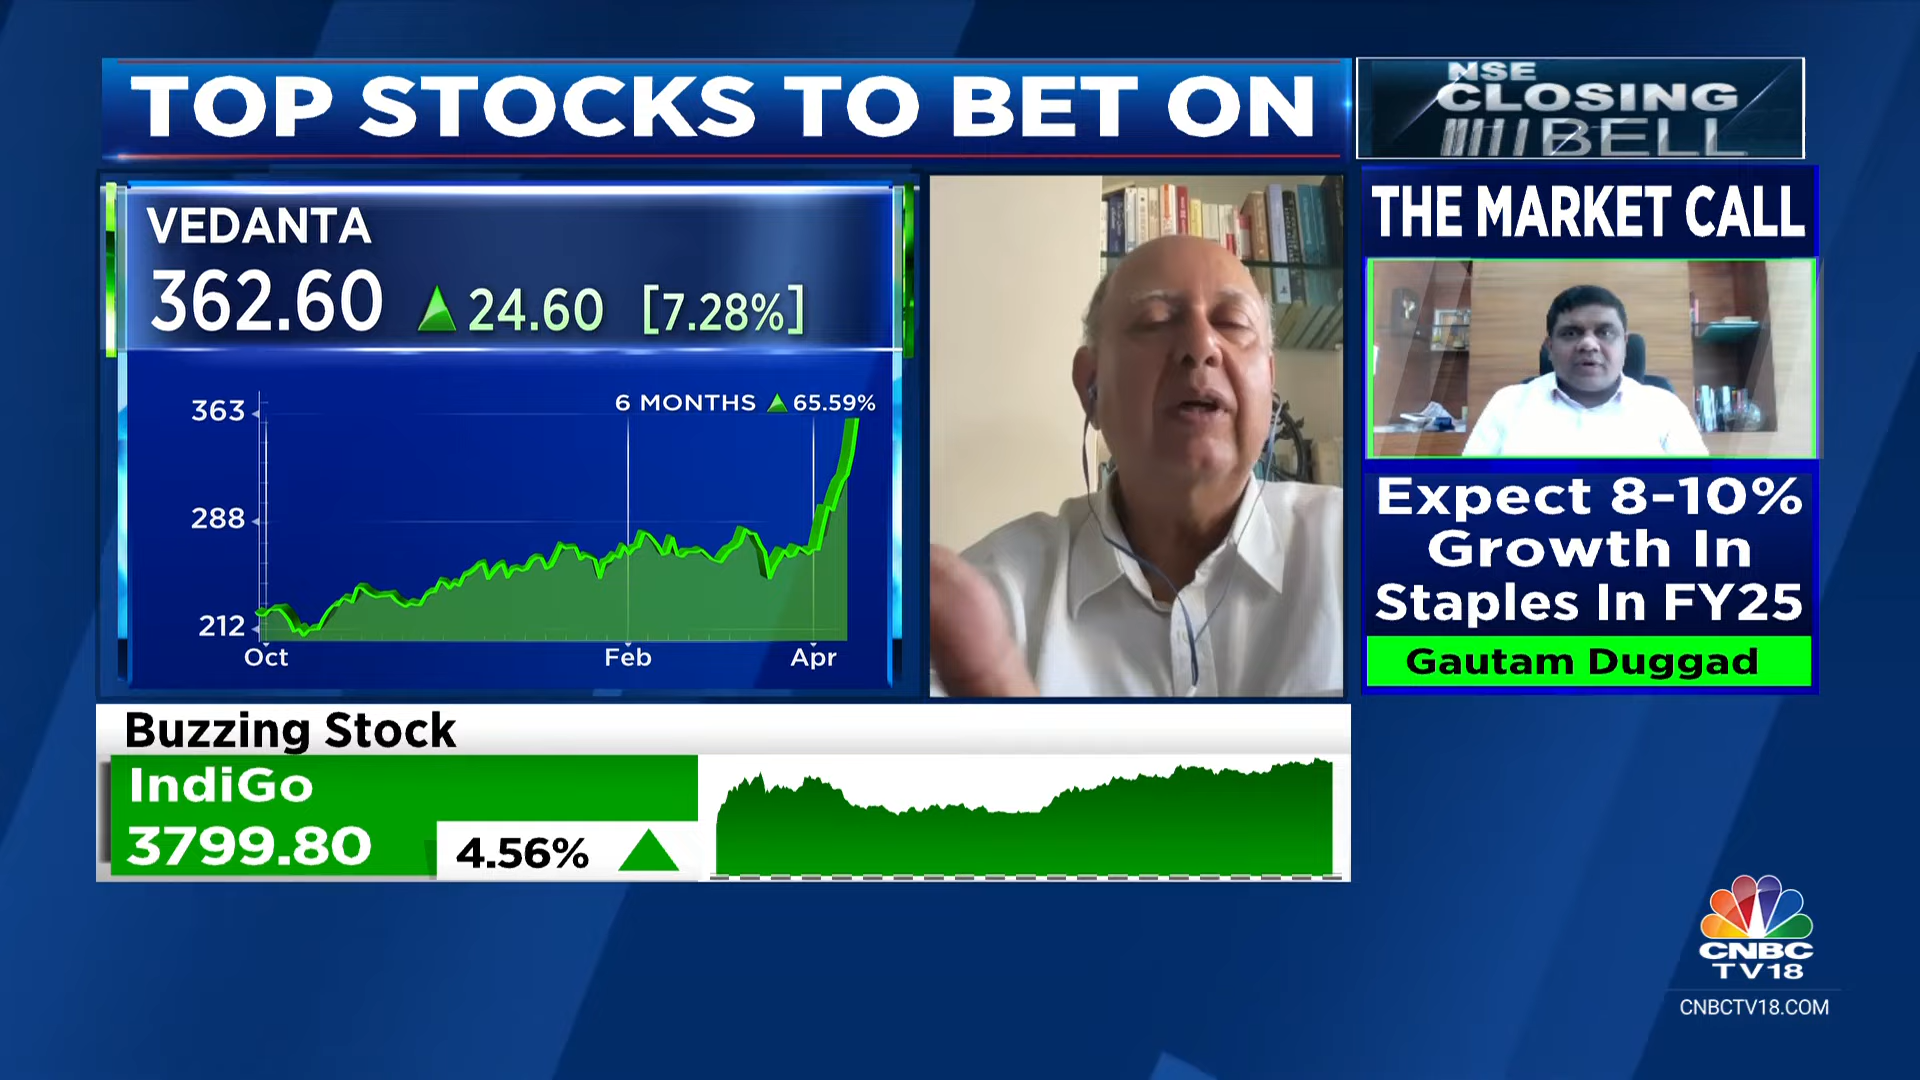 TOP STOCKS TO BET ON
NSE
CLOSING
BELL
VEDANTA
362.60 ▲ 24.60 [7.28%]
6 MONTHS ▲ 65.59%
363
288
212
Oct Feb Apr
THE MARKET CALL
Expect 8-10%
Growth In
Staples In FY25
Gautam Duggad
Buzzing Stock
IndiGo
3799.80
4.56% ▲
CNBC
TV18
CNBCTV18.COM